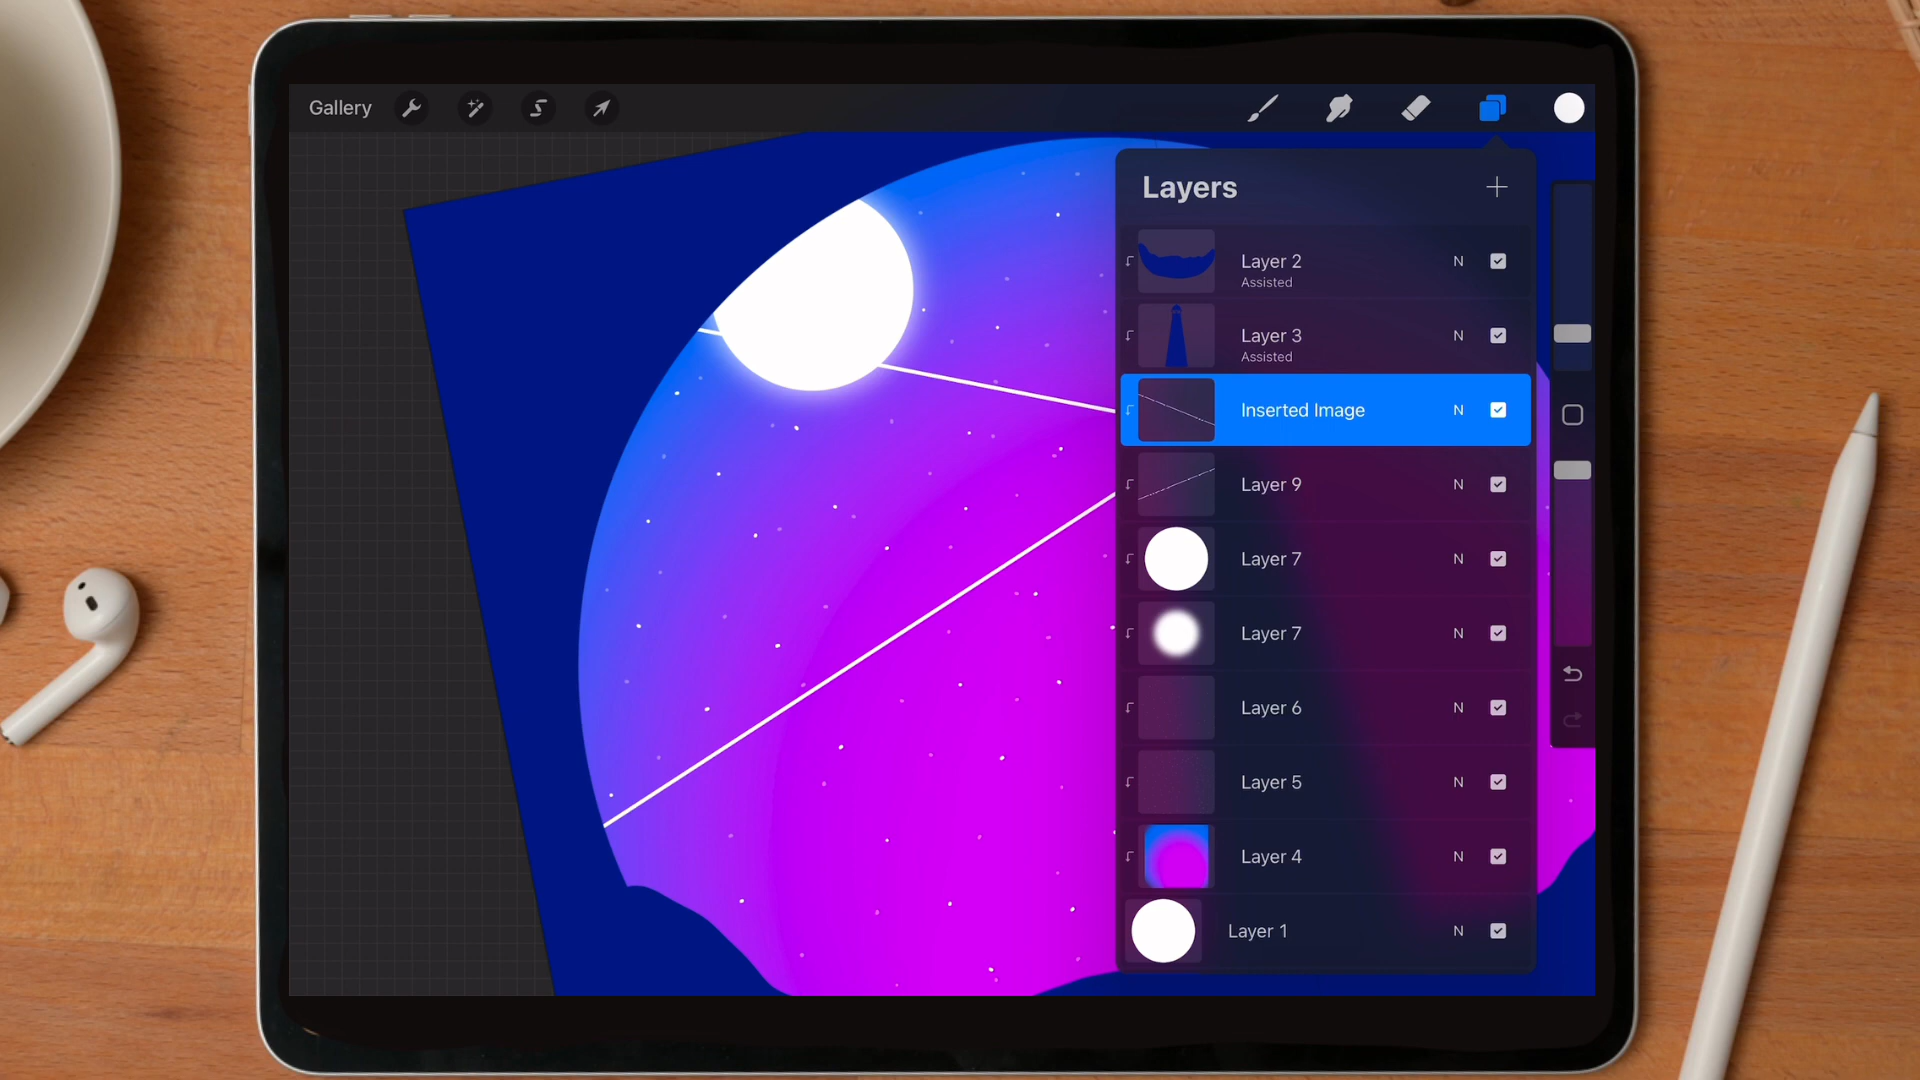 Gallery
Layers
Layer 2 N
Assisted
Layer 3 N
Assisted
Inserted Image N
Layer 9 N
Layer 7 N
Layer 7 N
Layer 6 N
Layer 5 N
Layer 4 N
Layer 1 N